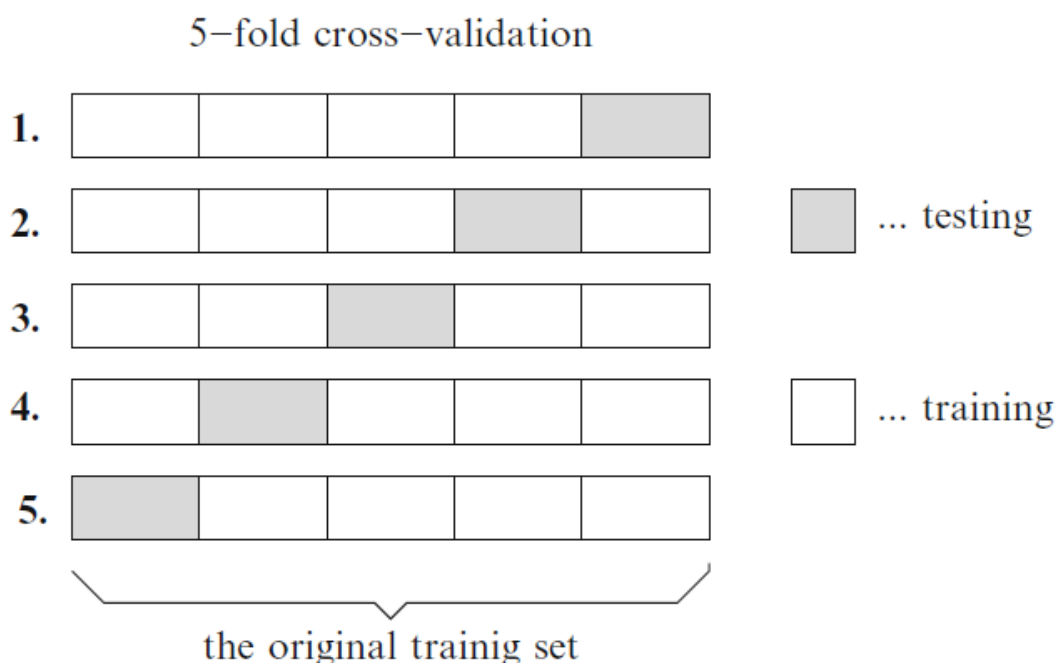 5−fold cross−validation
1.
2.
... testing
3.
4.
... training
5.
the original trainig set